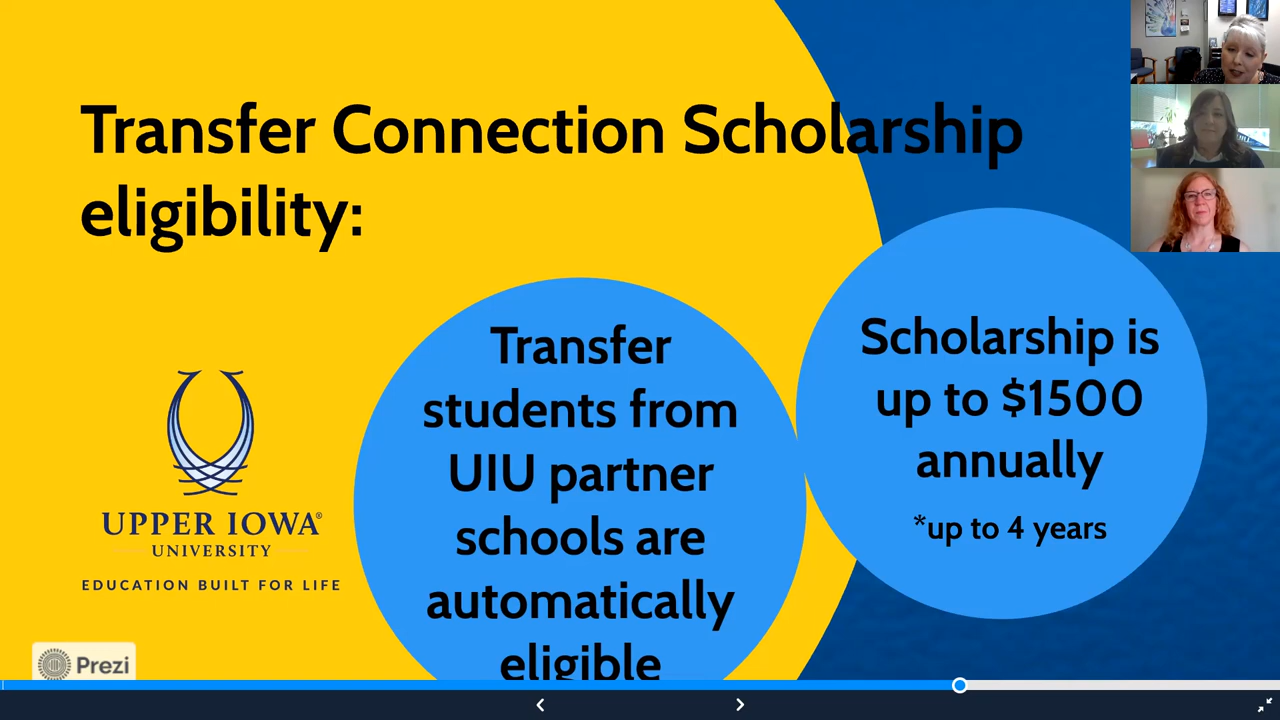 Transfer Connection Scholarship
eligibility:
Transfer
students from
UIU partner
schools are
automatically
eligible
Scholarship is
up to $1500
annually
*up to 4 years
UPPER IOWA®
UNIVERSITY
EDUCATION BUILT FOR LIFE
Prezi